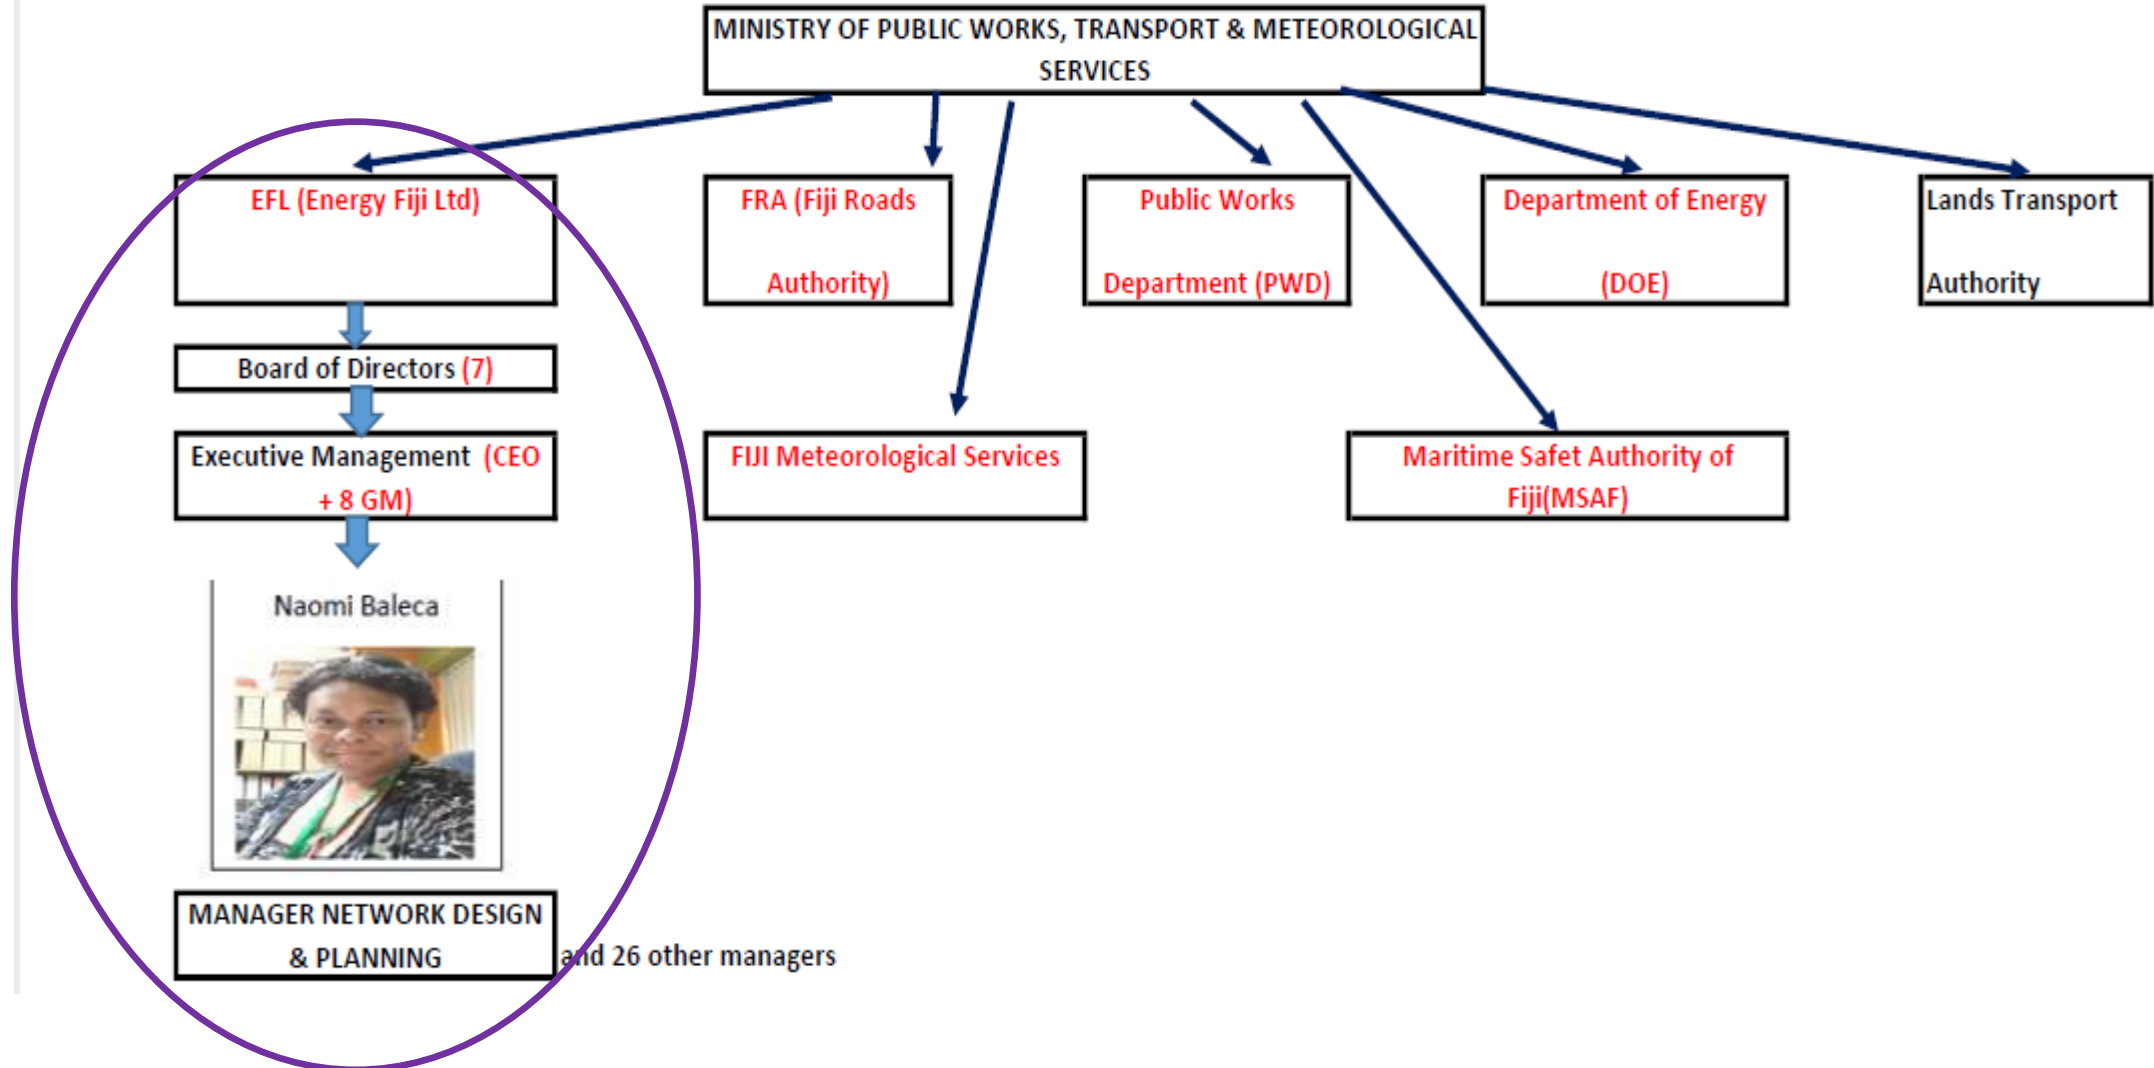 MINISTRY OF PUBLIC WORKS, TRANSPORT & METEOROLOGICAL
SERVICES
EFL (Energy Fiji Ltd)
FRA (Fiji Roads
Authority)
Public Works
Department (PWD)
Department of Energy
(DOE)
Lands Transport
Authority
Board of Directors (7)
Executive Management (CEO
+ 8 GM)
FIJI Meteorological Services
Maritime Safet Authority of
Fiji(MSAF)
Naomi Baleca
MANAGER NETWORK DESIGN
& PLANNING
and 26 other managers